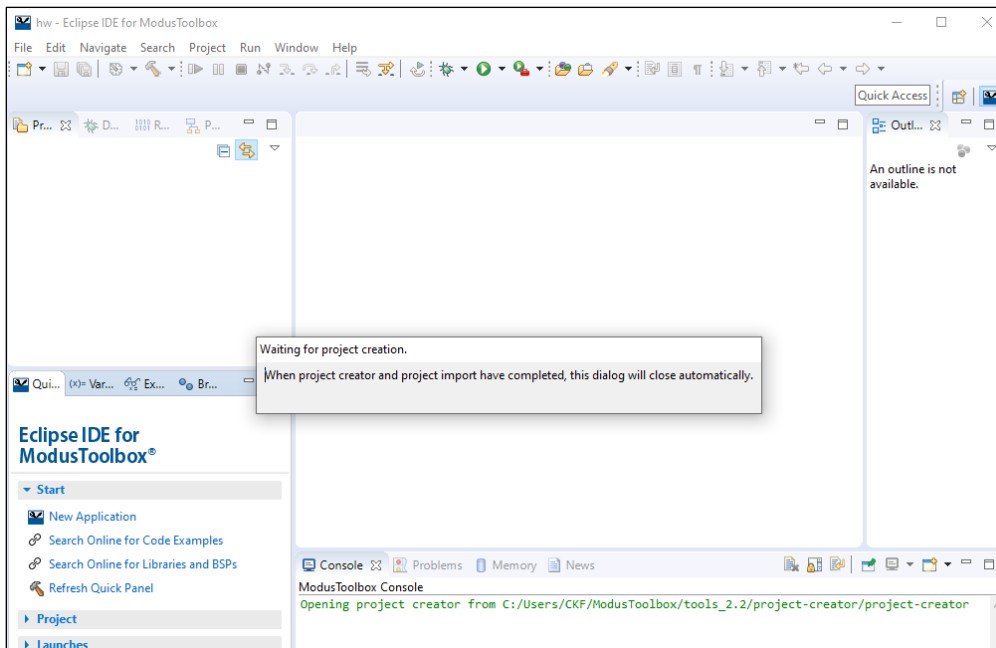 hw - Eclipse IDE for ModusToolbox
File Edit Navigate Search Project Run Window Help
Quick Access
Pr... D... R... P...
Outl...
An outline is not
available.
Waiting for project creation.
When project creator and project import have completed, this dialog will close automatically.
Qui... (x)= Var... Ex... Br...
Eclipse IDE for
ModusToolbox®
Start
New Application
Search Online for Code Examples
Search Online for Libraries and BSPs
Refresh Quick Panel
Project
Launches
Console Problems Memory News
ModusToolbox Console
Opening project creator from C:/Users/CKF/ModusToolbox/tools_2.2/project-creator/project-creator